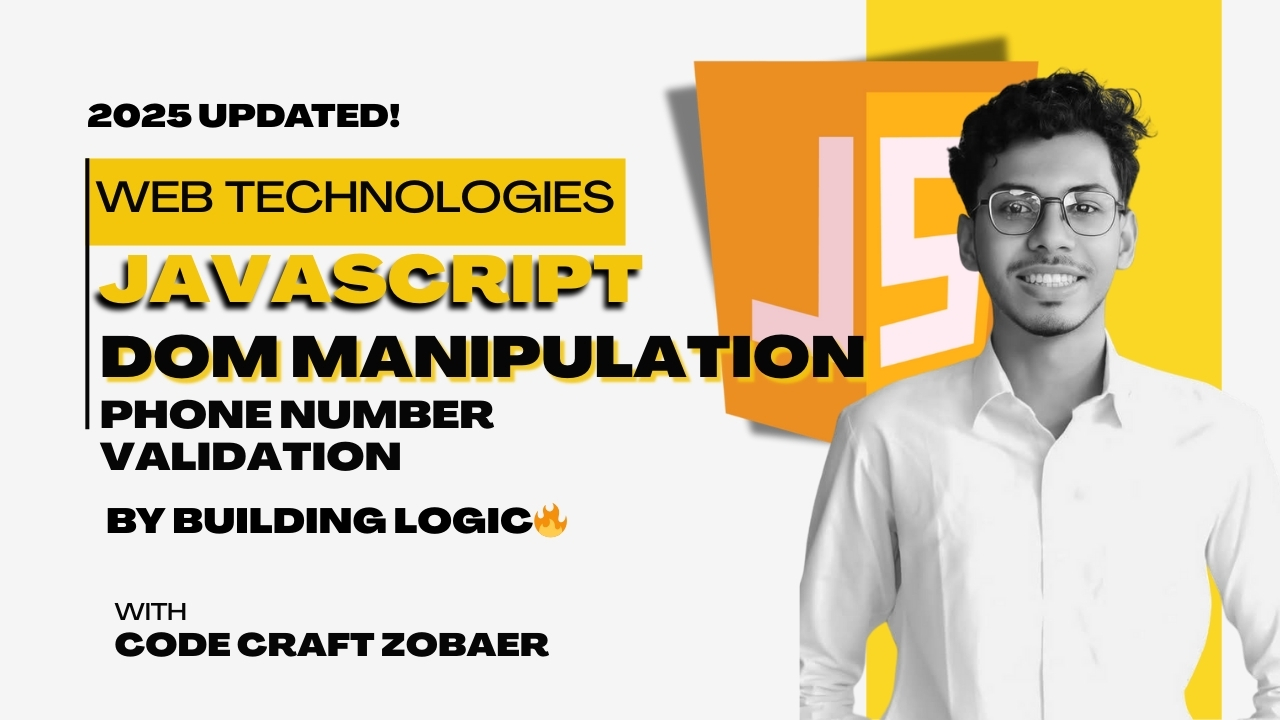 2025 UPDATED!
WEB TECHNOLOGIES
JAVASCRIPT
DOM MANIPULATION
PHONE NUMBER
VALIDATION
BY BUILDING LOGIC🔥
WITH
CODE CRAFT ZOBAER
JS